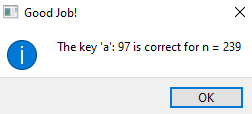 Good Job!
The key 'a': 97 is correct for n = 239
OK